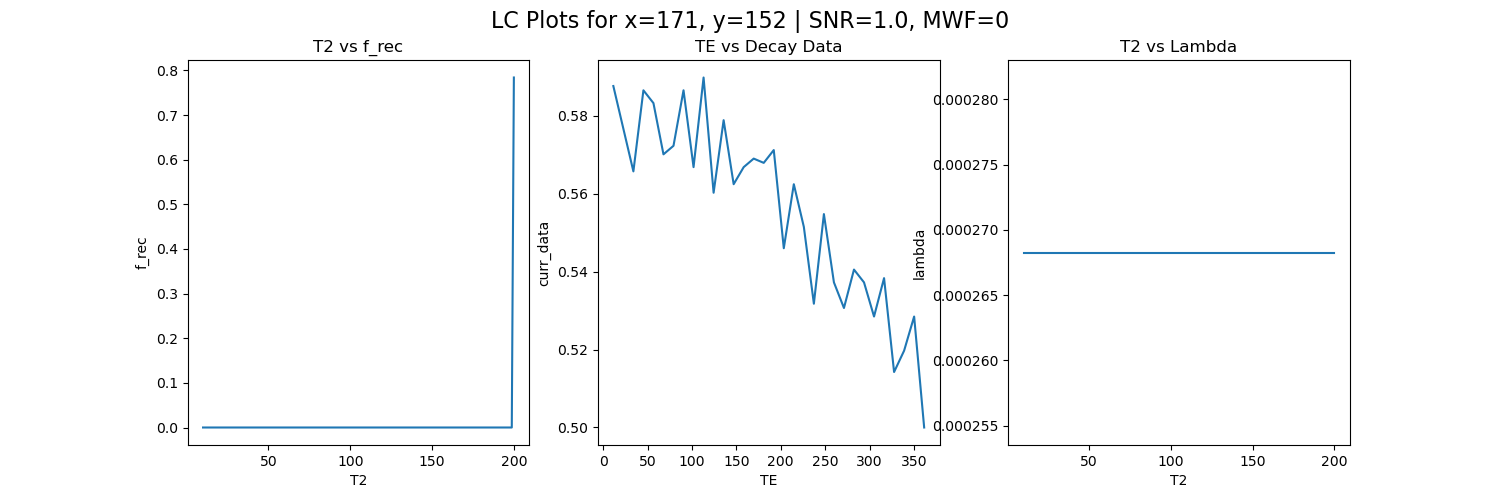 LC Plots for x=171, y=152 | SNR=1.0, MWF=0
T2 vs f_rec
0.8
0.7
0.6
0.5
0.4
0.3
0.2
0.1
0.0
f_rec
50 100 150 200
T2
TE vs Decay Data
0.58
0.56
0.54
0.52
0.50
curr_data
0 50 100 150 200 250 300 350
TE
T2 vs Lambda
0.000280
0.000275
0.000270
0.000265
0.000260
0.000255
lambda
50 100 150 200
T2